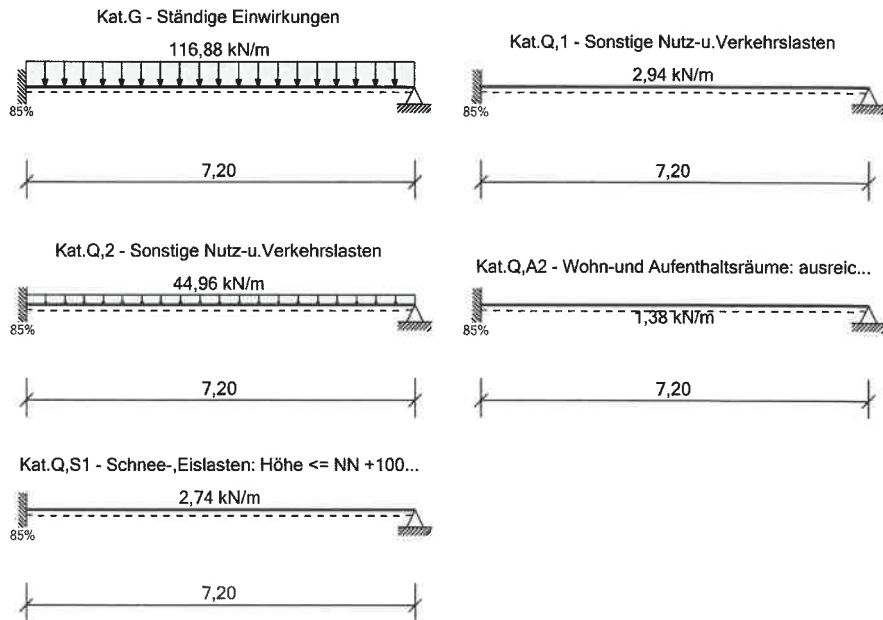 Kat.G - Ständige Einwirkungen
116,88 kN/m
85%
7,20
Kat.Q,1 - Sonstige Nutz-u.Verkehrslasten
2,94 kN/m
85%
7,20
Kat.Q,2 - Sonstige Nutz-u.Verkehrslasten
44,96 kN/m
85%
7,20
Kat.Q,A2 - Wohn-und Aufenthaltsräume: ausreic...
1,38 kN/m
85%
7,20
Kat.Q,S1 - Schnee-,Eislasten: Höhe <= NN +100...
2,74 kN/m
85%
7,20